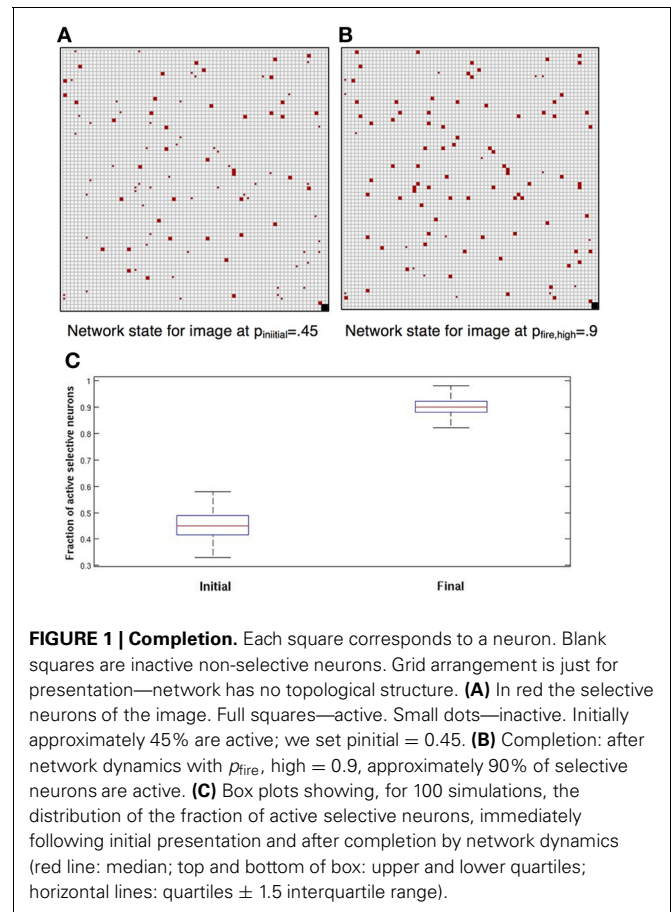 A
B
Network state for image at piniitial=.45
Network state for image at pfire,high=.9
C
Fraction of active selective neurons
1
0.9
0.8
0.7
0.6
0.5
0.4
0.3
Initial
Final
FIGURE 1 | Completion. Each square corresponds to a neuron. Blank
squares are inactive non-selective neurons. Grid arrangement is just for
presentation—network has no topological structure. (A) In red the selective
neurons of the image. Full squares—active. Small dots—inactive. Initially
approximately 45% are active; we set pinitial = 0.45. (B) Completion: after
network dynamics with pfire, high = 0.9, approximately 90% of selective
neurons are active. (C) Box plots showing, for 100 simulations, the
distribution of the fraction of active selective neurons, immediately
following initial presentation and after completion by network dynamics
(red line: median; top and bottom of box: upper and lower quartiles;
horizontal lines: quartiles ± 1.5 interquartile range).